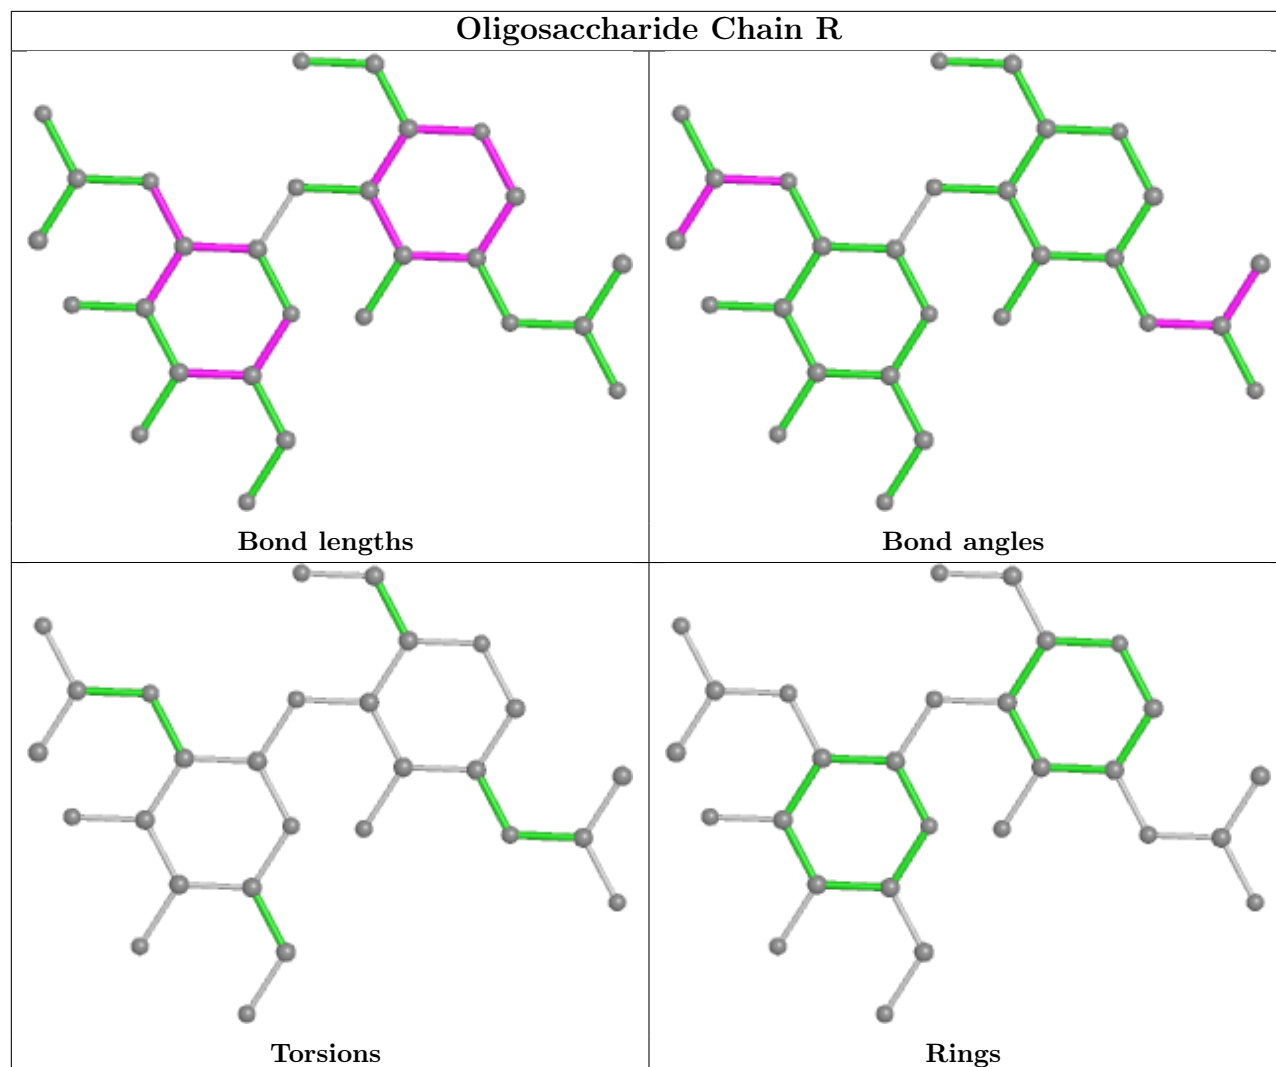 Oligosaccharide Chain R
Bond lengths
Bond angles
Torsions
Rings